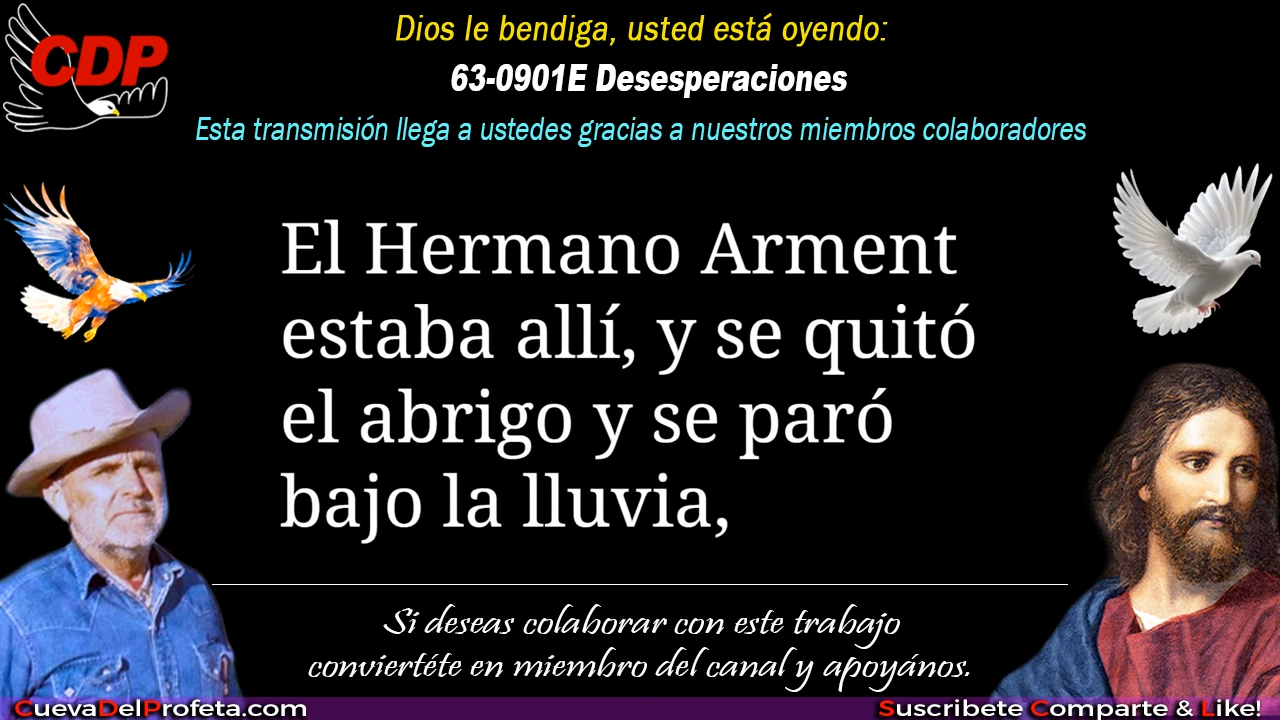 CDP
Dios le bendiga, usted está oyendo:
63-0901E Desesperaciones
Esta transmisión llega a ustedes gracias a nuestros miembros colaboradores
El Hermano Arment
estaba allí, y se quitó
el abrigo y se paró
bajo la lluvia,
Si deseas colaborar con este trabajo
conviertéte en miembro del canal y apoyános.
CuevaDelProfeta.com
Suscribete Comparte & Like!